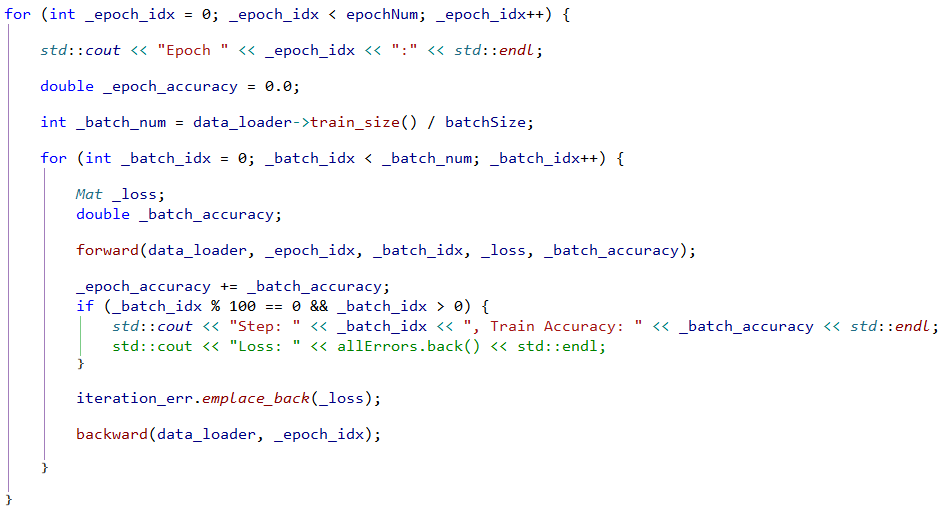 for (int _epoch_idx = 0; _epoch_idx < epochNum; _epoch_idx++) {
std::cout << "Epoch " << _epoch_idx << ":" << std::endl;
double _epoch_accuracy = 0.0;
int _batch_num = data_loader->train_size() / batchSize;
for (int _batch_idx = 0; _batch_idx < _batch_num; _batch_idx++) {
Mat _loss;
double _batch_accuracy;
forward(data_loader, _epoch_idx, _batch_idx, _loss, _batch_accuracy);
_epoch_accuracy += _batch_accuracy;
if (_batch_idx % 100 == 0 && _batch_idx > 0) {
std::cout << "Step: " << _batch_idx << ", Train Accuracy: " << _batch_accuracy << std::endl;
std::cout << "Loss: " << allErrors.back() << std::endl;
}
iteration_err.emplace_back(_loss);
backward(data_loader, _epoch_idx);
}
}